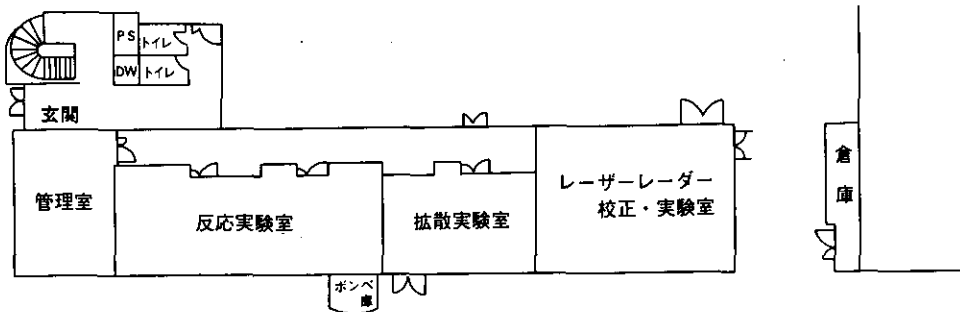 PS
トイレ
DW
トイレ
玄関
管理室
反応実験室
拡散実験室
レーザーレーダー
校正・実験室
ボンベ
庫
倉
庫